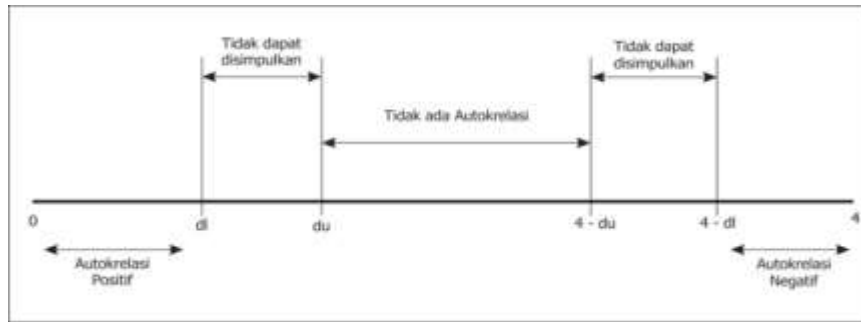 Tidak dapat
disimpulkan
Tidak dapat
disimpulkan
Tidak ada Autokrelasi
0
dl
du
4 - du
4 - dl
4
Autokrelasi
Positif
Autokrelasi
Negatif